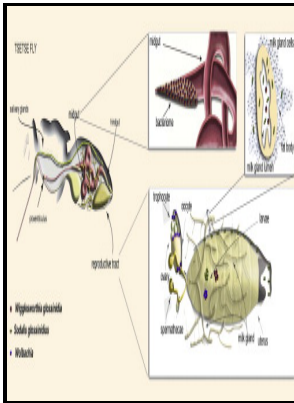 TSETSE FLY
salivary glands
midgut
hindgut
proventriculus
reproductive tract
midgut
bacteriome
milk gland cells
fat body
milk gland lumen
trophocyte
oocyte
larvae
ovary
spermathecae
milk gland
uterus
Wigglesworthia glossinidia
Sodalis glossinidius
Wolbachia